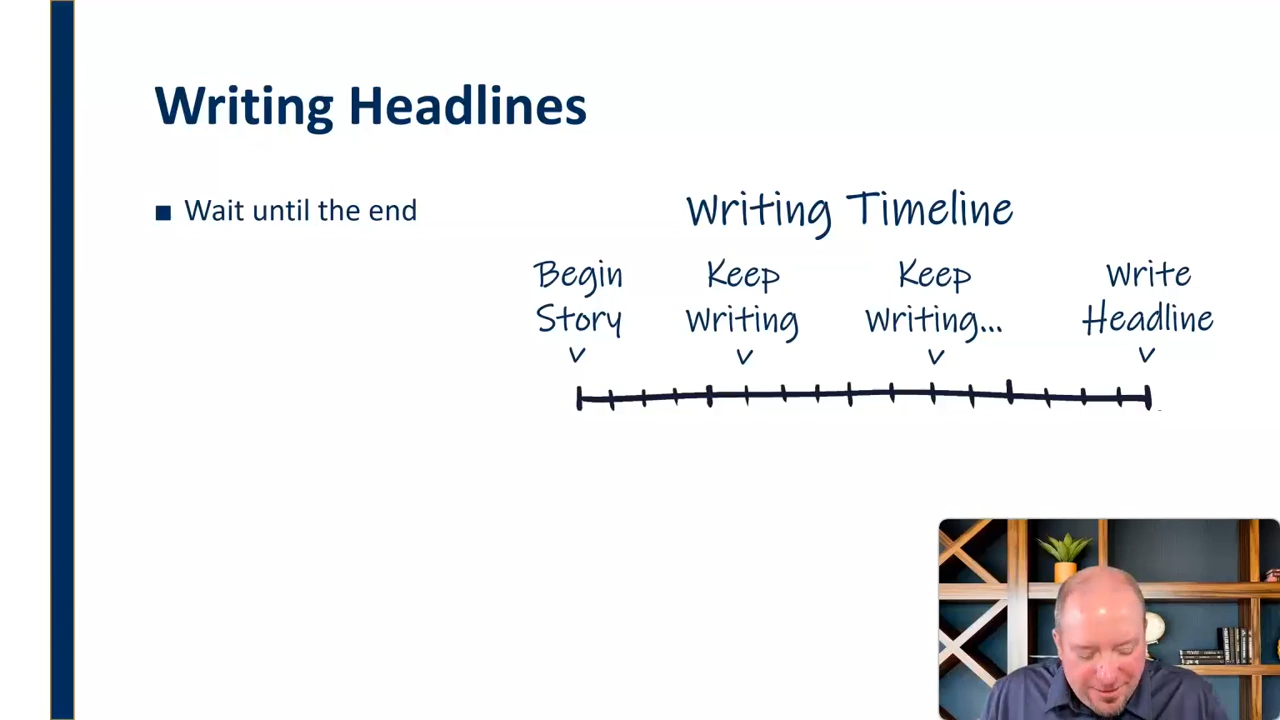 Writing Headlines
■ Wait until the end
Writing Timeline
Begin Story
Keep Writing
Keep Writing...
Write Headline